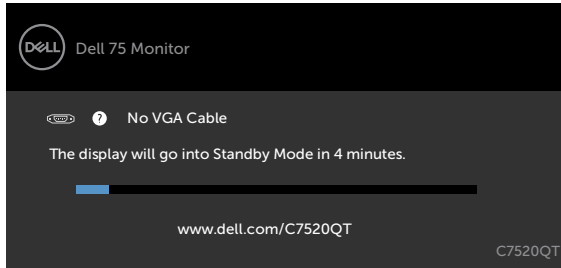 DELL Dell 75 Monitor
? No VGA Cable
The display will go into Standby Mode in 4 minutes.
www.dell.com/C7520QT
C7520QT